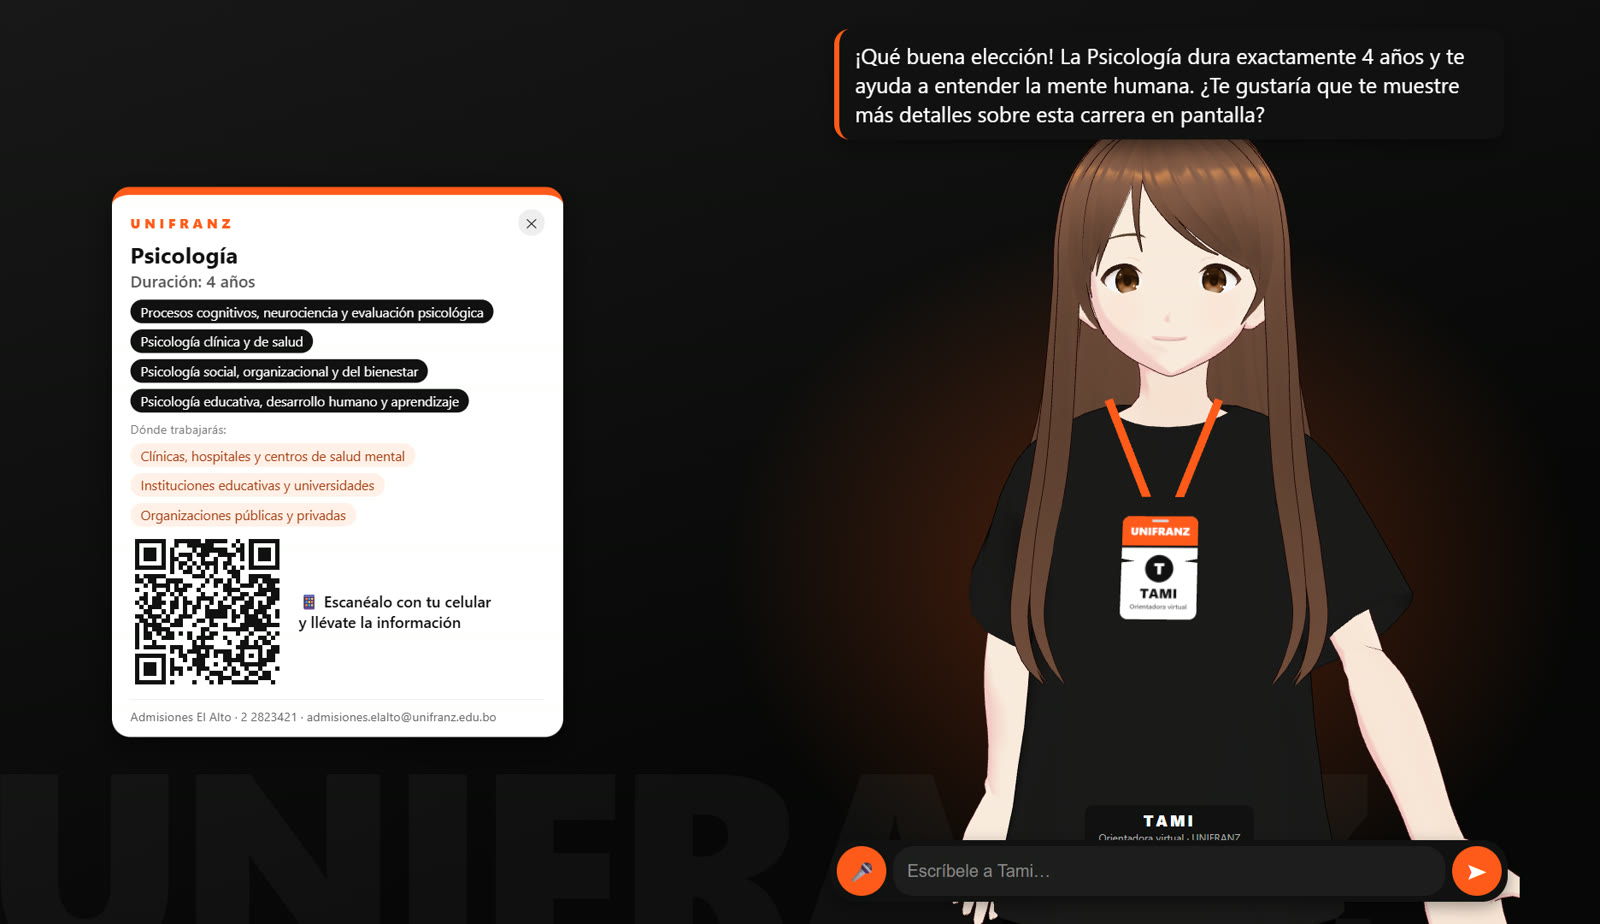 ¡Qué buena elección! La Psicología dura exactamente 4 años y te
ayuda a entender la mente humana. ¿Te gustaría que te muestre
más detalles sobre esta carrera en pantalla?
UNIFRANZ
Psicología
Duración: 4 años
Procesos cognitivos, neurociencia y evaluación psicológica
Psicología clínica y de salud
Psicología social, organizacional y del bienestar
Psicología educativa, desarrollo humano y aprendizaje
Dónde trabajarás:
Clínicas, hospitales y centros de salud mental
Instituciones educativas y universidades
Organizaciones públicas y privadas
Escanéalo con tu celular
y llévate la información
Admisiones El Alto · 2 2823421 · admisiones.elalto@unifranz.edu.bo
UNIFRANZ
T
TAMI
Orientadora virtual
TAMI
Orientadora virtual · UNIFRANZ
Escríbele a Tami...
UNIFRANZ